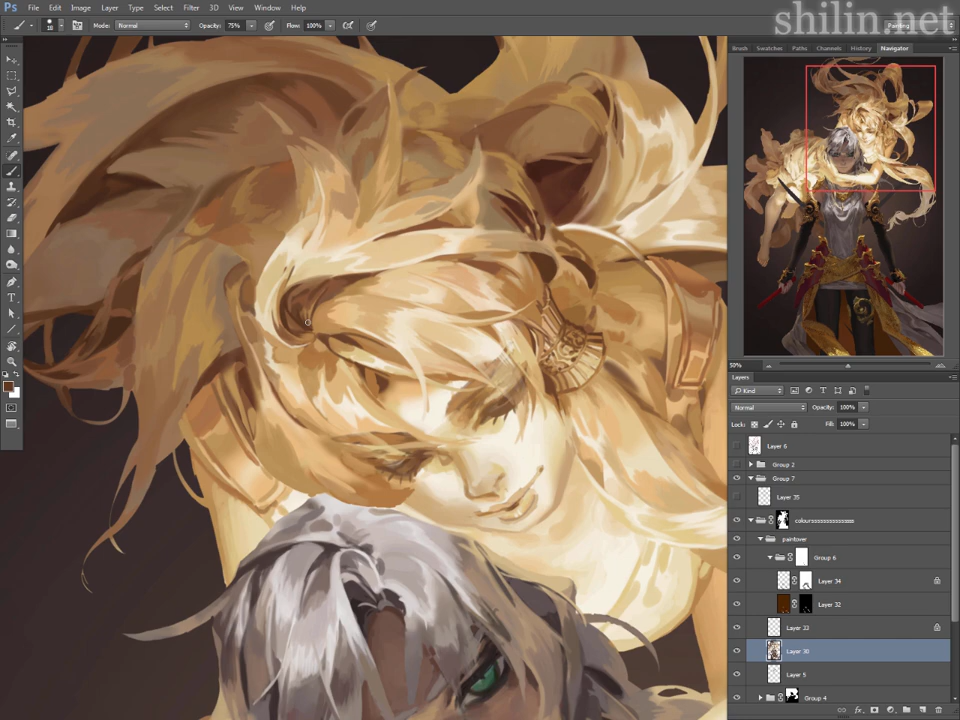 Ps File Edit Image Layer Type Select Filter 3D View Window Help
shilin.net
18 Mode: Normal Opacity: 75% Flow: 100% Painting
Brush Swatches Paths Channels History Navigator
50%
Layers
Kind
Normal Opacity: 100%
Lock: Fill: 100%
Layer 6
Group 2
Group 7
Layer 35
Group 6
paintover
Layer 34
Layer 32
Layer 33
Layer 30
Layer 5
Group 4
fx